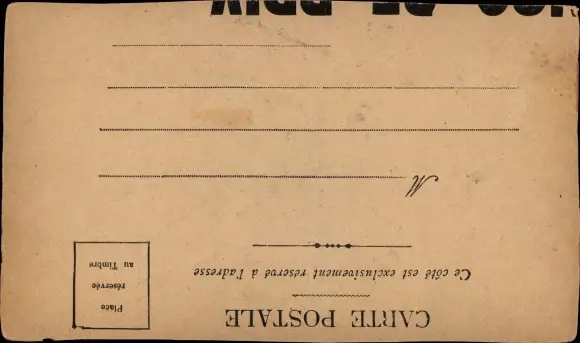 CARTE POSTALE
Ce côté est exclusivement réservé à l'adresse
Place
réservée
au Timbre
M